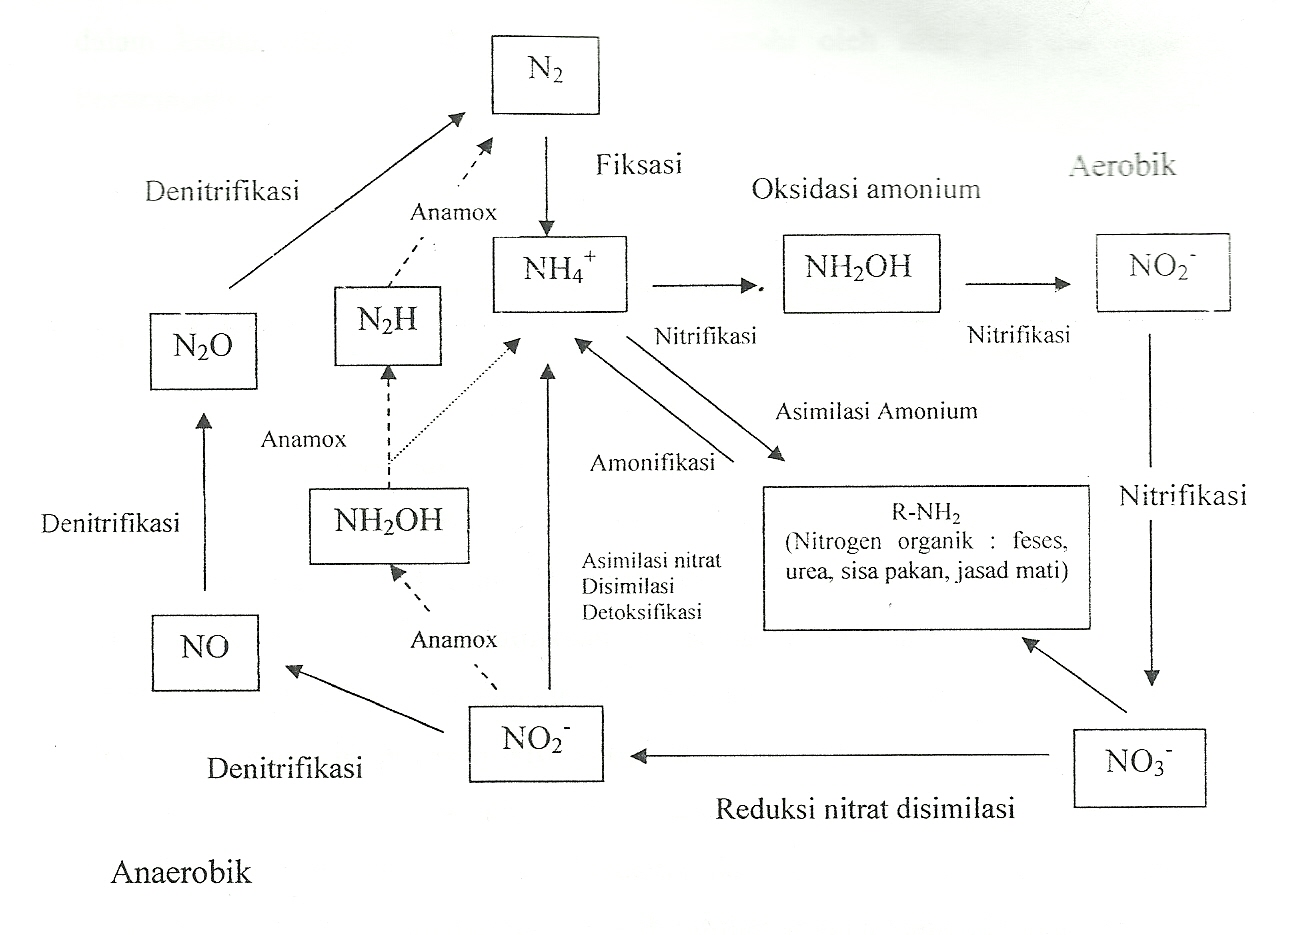 oleh
N₂
Fiksasi
Aerobik
Denitrifikasi
Oksidasi amonium
Anamox
NH₄⁺
NH₂OH
NO₂⁻
N₂H
N₂O
Nitrifikasi
Nitrifikasi
Asimilasi Amonium
Anamox
Amonifikasi
Nitrifikasi
R-NH₂
(Nitrogen organik : feses,
urea, sisa pakan, jasad mati)
NH₂OH
Denitrifikasi
Asimilasi nitrat
Disimilasi
Detoksifikasi
Anamox
NO
NO₂⁻
NO₃⁻
Denitrifikasi
Reduksi nitrat disimilasi
Anaerobik